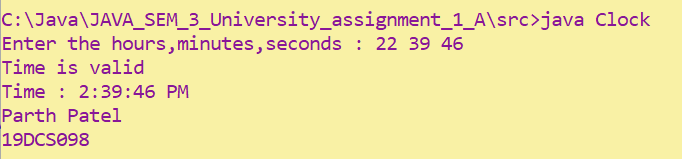 C:\Java\JAVA_SEM_3_University_assignment_1_A\src>java Clock
Enter the hours,minutes,seconds : 22 39 46
Time is valid
Time : 2:39:46 PM
Parth Patel
19DCS098